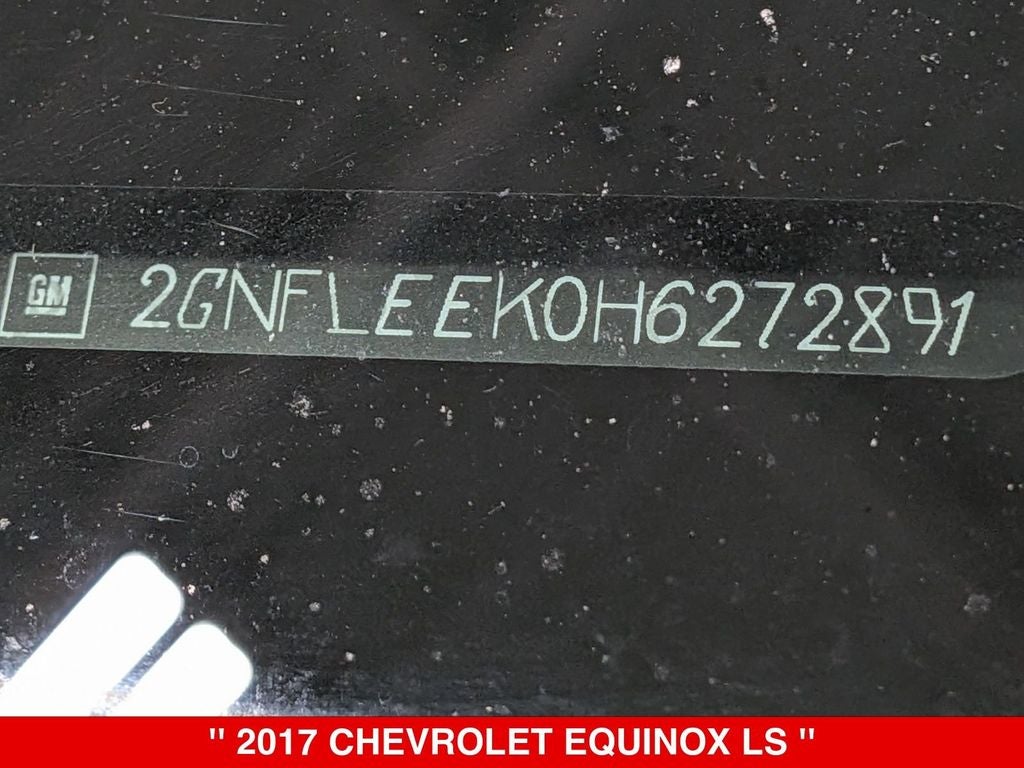 GM 2GNFLEEK0H6272891
" 2017 CHEVROLET EQUINOX LS "